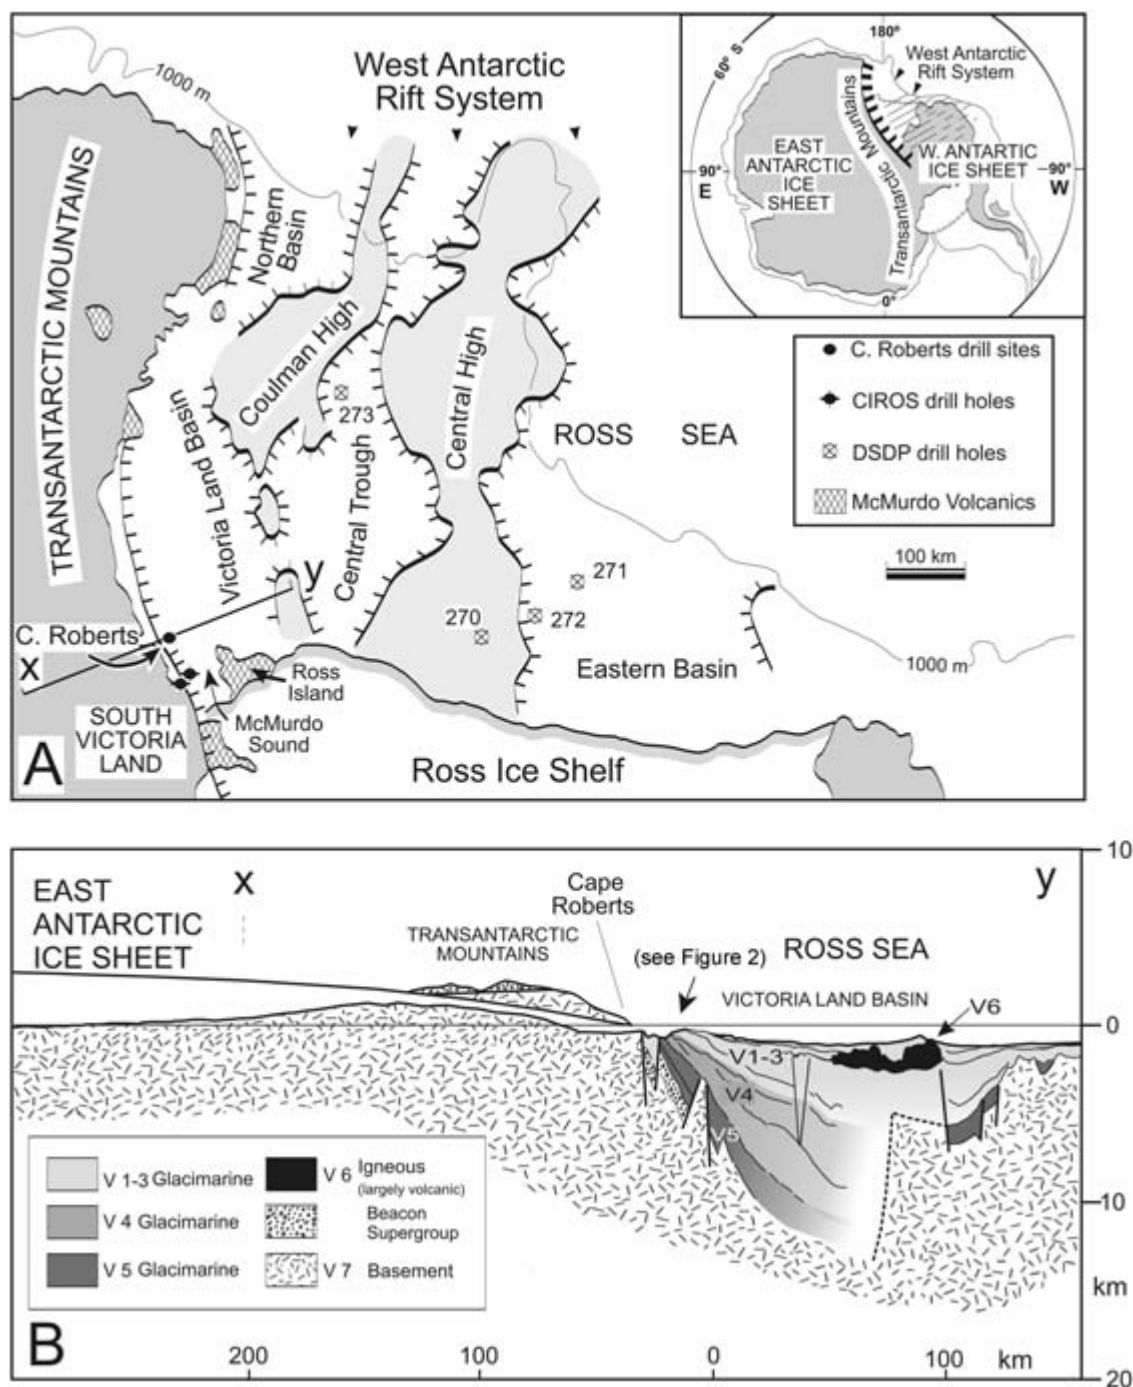 1000 m
West Antarctic
Rift System
TRANSANTARCTIC MOUNTAINS
Northern
Basin
Coulman High
Central High
273
Victoria Land Basin
Central Trough
ROSS SEA
y
271
270
272
C. Roberts
x
Ross
Island
Eastern Basin
1000 m
SOUTH
VICTORIA
LAND
McMurdo
Sound
A
Ross Ice Shelf
180°
60° S
West Antarctic
Rift System
EAST
ANTARCTIC
ICE
SHEET
Transantarctic Mountains
W. ANTARTIC
ICE SHEET
90°
E
90°
W
0°
C. Roberts drill sites
CIROS drill holes
DSDP drill holes
McMurdo Volcanics
100 km
EAST
ANTARCTIC
ICE SHEET
x
y
Cape
Roberts
TRANSANTARCTIC
MOUNTAINS
(see Figure 2)
ROSS SEA
VICTORIA LAND BASIN
V6
V1-3
V4
V5
10
0
10
km
20
V 1-3 Glacimarine
V 4 Glacimarine
V 5 Glacimarine
V 6 Igneous
(largely volcanic)
Beacon
Supergroup
V 7 Basement
B
200
100
0
100
km